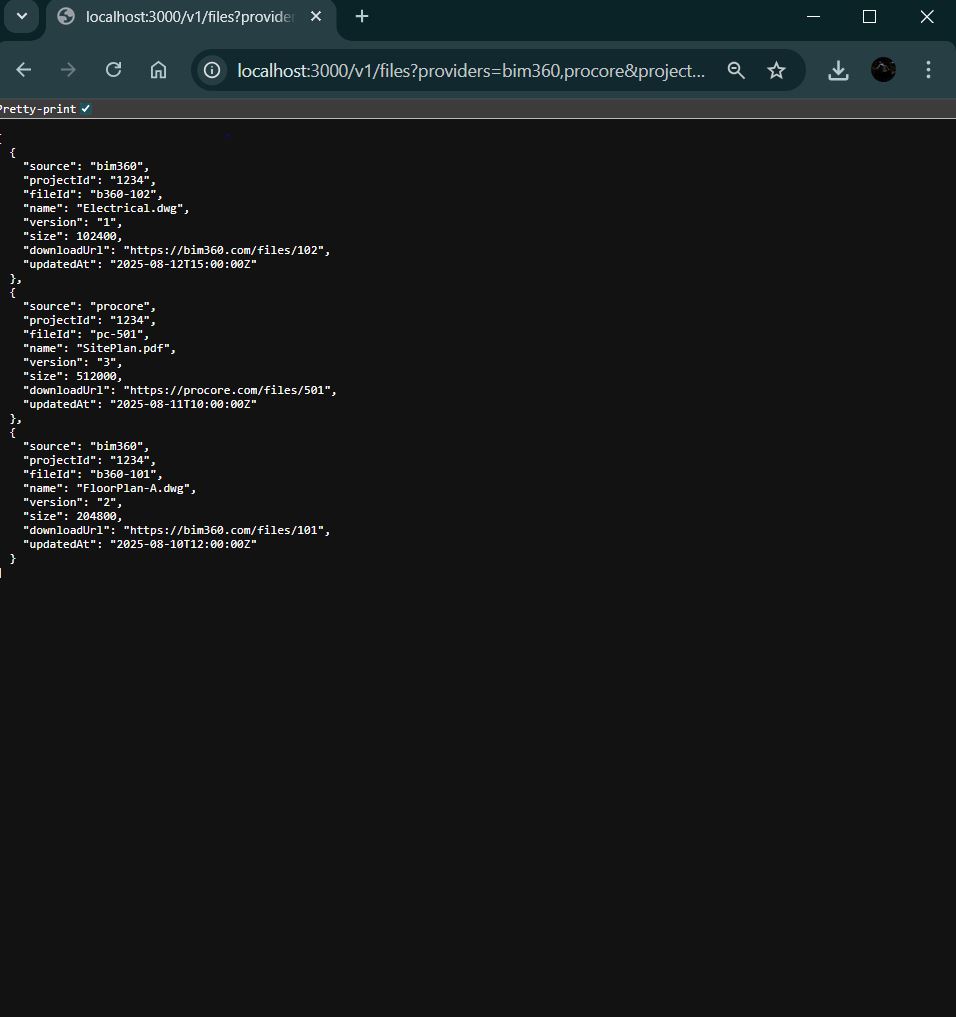 localhost:3000/v1/files?provider
localhost:3000/v1/files?providers=bim360,procore&project...
Pretty-print
[
  {
    "source": "bim360",
    "projectId": "1234",
    "fileId": "b360-102",
    "name": "Electrical.dwg",
    "version": "1",
    "size": 102400,
    "downloadUrl": "https://bim360.com/files/102",
    "updatedAt": "2025-08-12T15:00:00Z"
  },
  {
    "source": "procore",
    "projectId": "1234",
    "fileId": "pc-501",
    "name": "SitePlan.pdf",
    "version": "3",
    "size": 512000,
    "downloadUrl": "https://procore.com/files/501",
    "updatedAt": "2025-08-11T10:00:00Z"
  },
  {
    "source": "bim360",
    "projectId": "1234",
    "fileId": "b360-101",
    "name": "FloorPlan-A.dwg",
    "version": "2",
    "size": 204800,
    "downloadUrl": "https://bim360.com/files/101",
    "updatedAt": "2025-08-10T12:00:00Z"
  }
]